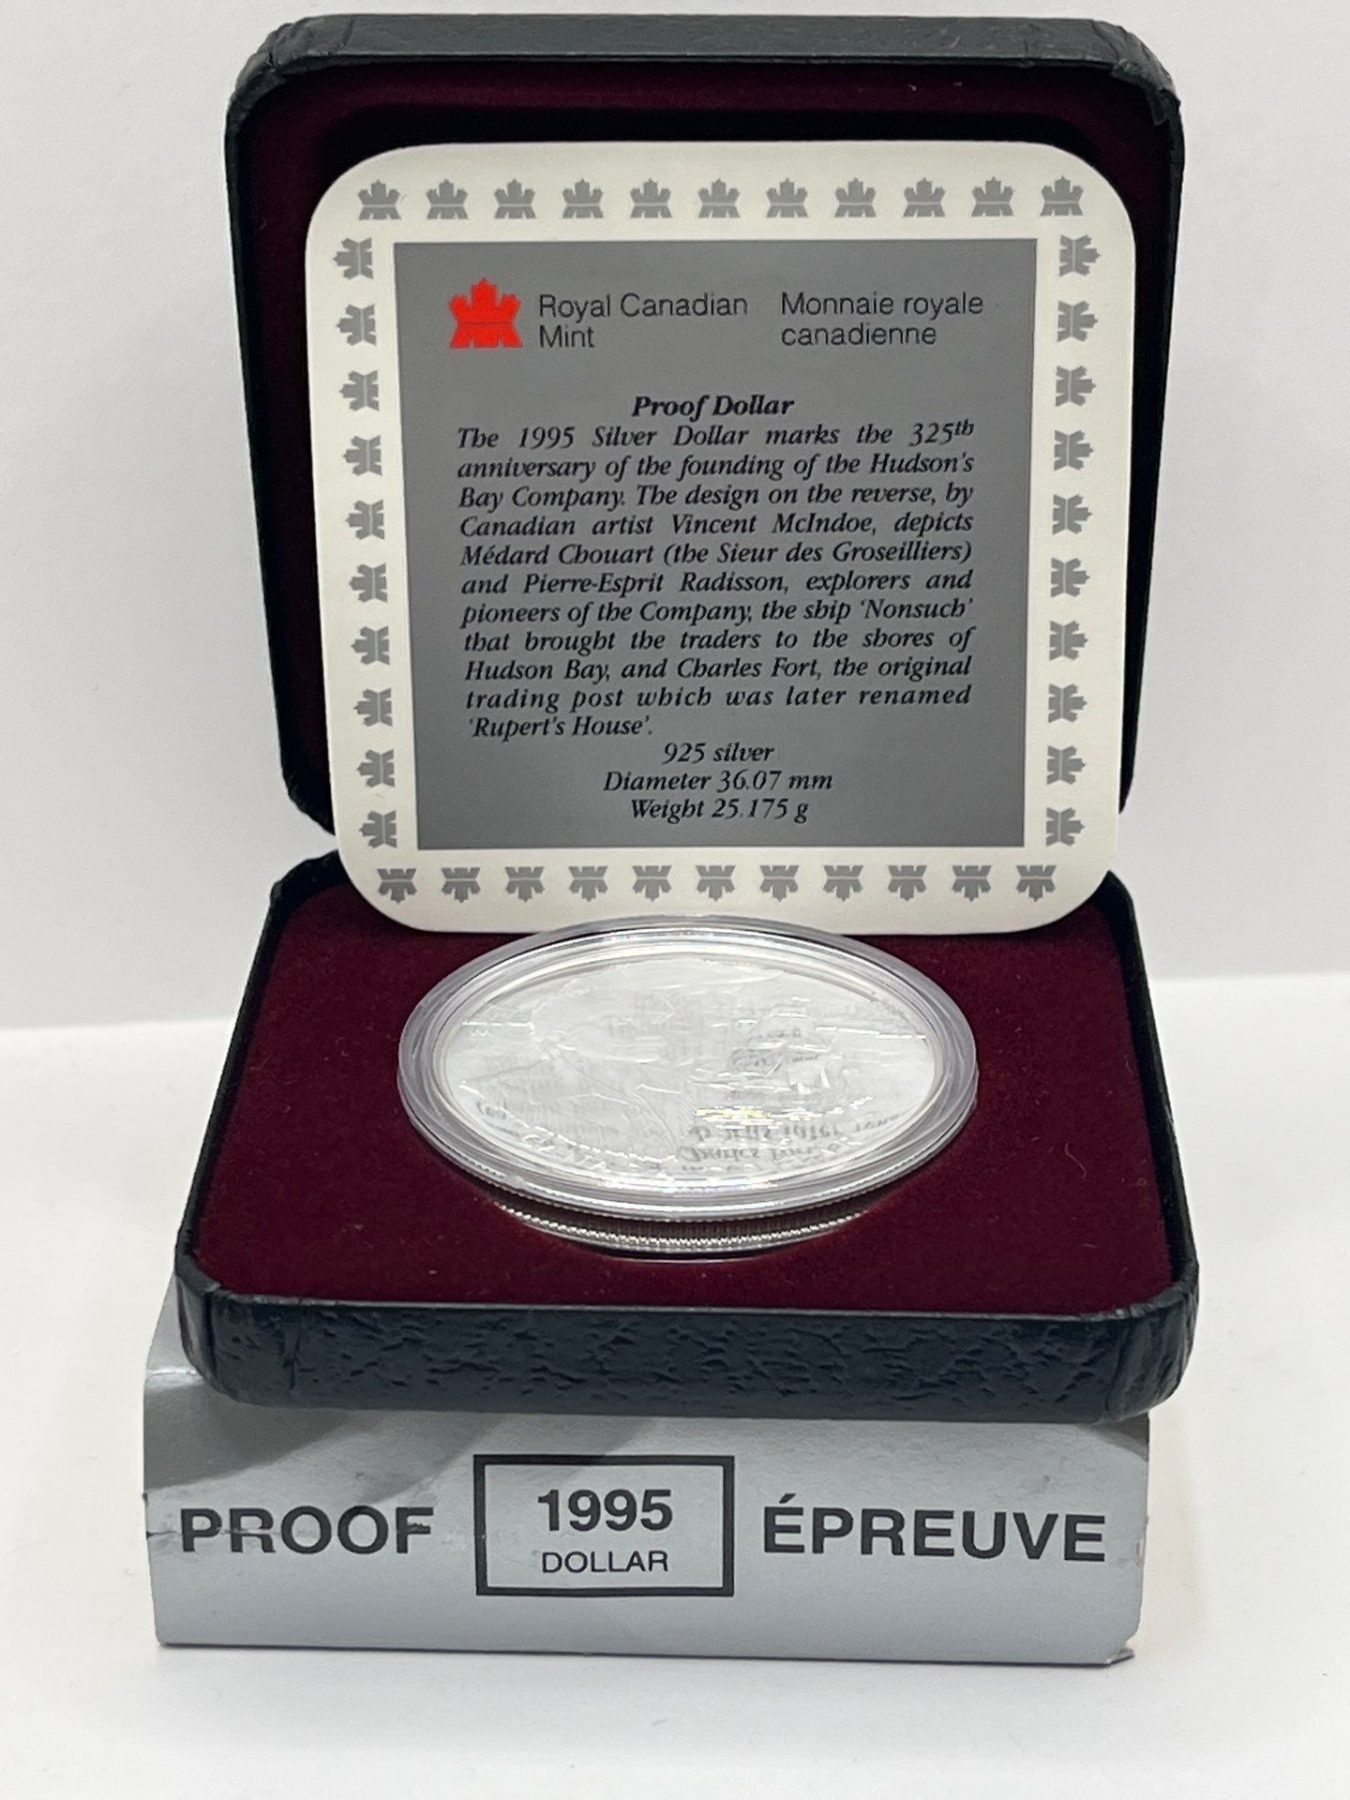 Royal Canadian Mint
Monnaie royale canadienne
Proof Dollar
The 1995 Silver Dollar marks the 325th
anniversary of the founding of the Hudson's
Bay Company. The design on the reverse, by
Canadian artist Vincent McIndoe, depicts
Médard Chouart (the Sieur des Groseilliers)
and Pierre-Esprit Radisson, explorers and
pioneers of the Company, the ship 'Nonsuch'
that brought the traders to the shores of
Hudson Bay, and Charles Fort, the original
trading post which was later renamed
'Rupert's House'.
925 silver
Diameter 36.07 mm
Weight 25.175 g
PROOF
1995
DOLLAR
ÉPREUVE